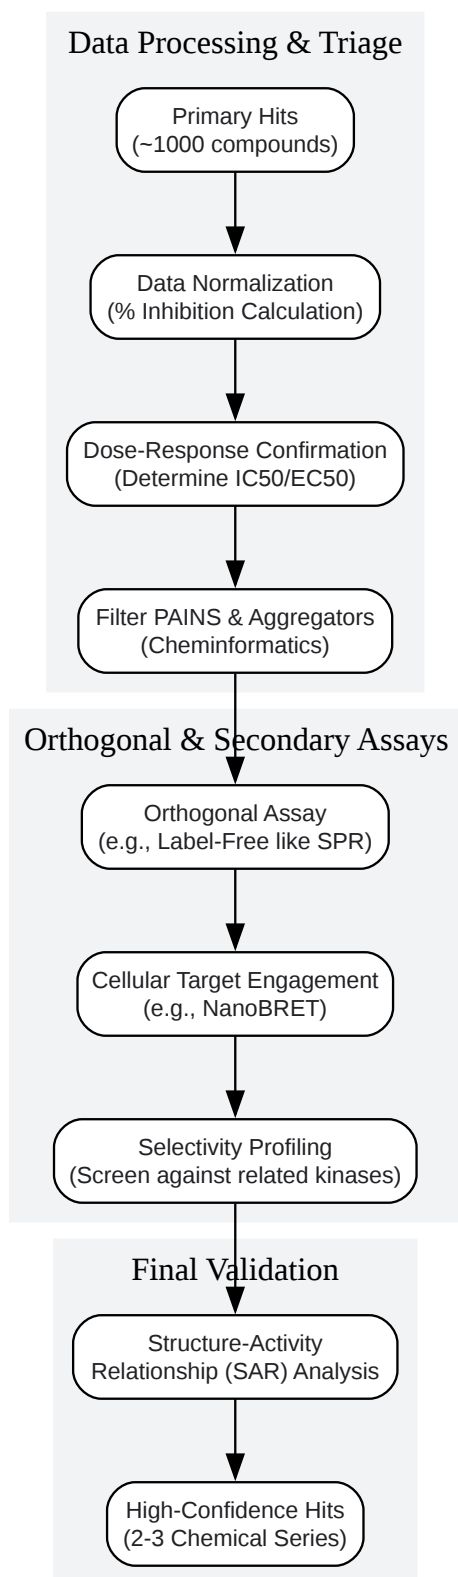 Data Processing & Triage
Primary Hits
(~1000 compounds)
Data Normalization
(% Inhibition Calculation)
Dose-Response Confirmation
(Determine IC50/EC50)
Filter PAINS & Aggregators
(Cheminformatics)
Orthogonal & Secondary Assays
Orthogonal Assay
(e.g., Label-Free like SPR)
Cellular Target Engagement
(e.g., NanoBRET)
Selectivity Profiling
(Screen against related kinases)
Final Validation
Structure-Activity
Relationship (SAR) Analysis
High-Confidence Hits
(2-3 Chemical Series)